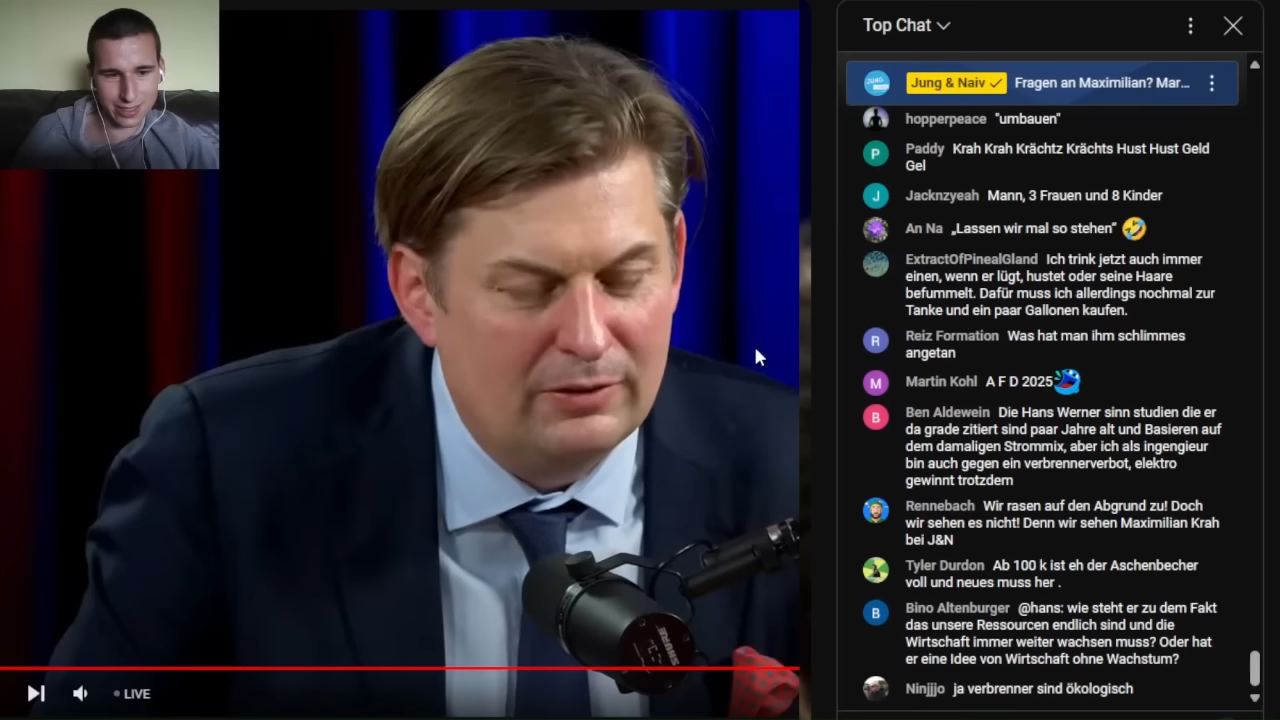 Top Chat
Jung & Naiv Fragen an Maximilian? Mar...
hopperpeace "umbauen"
P Paddy Krah Krah Krächtz Krächts Hust Hust Geld
Gel
J Jacknzyeah Mann, 3 Frauen und 8 Kinder
An Na „Lassen wir mal so stehen“
ExtractOfPinealGland Ich trink jetzt auch immer
einen, wenn er lügt, hustet oder seine Haare
befummelt. Dafür muss ich allerdings nochmal zur
Tanke und ein paar Gallonen kaufen.
R Reiz Formation Was hat man ihm schlimmes
angetan
M Martin Kohl A F D 2025
B Ben Aldewein Die Hans Werner sinn studien die er
da grade zitiert sind paar Jahre alt und Basieren auf
dem damaligen Strommix, aber ich als ingengieur
bin auch gegen ein verbrennerverbot, elektro
gewinnt trotzdem
Rennebach Wir rasen auf den Abgrund zu! Doch
wir sehen es nicht! Denn wir sehen Maximilian Krah
bei J&N
Tyler Durdon Ab 100 k ist eh der Aschenbecher
voll und neues muss her .
B Bino Altenburger @hans: wie steht er zu dem Fakt
das unsere Ressourcen endlich sind und die
Wirtschaft immer weiter wachsen muss? Oder hat
er eine Idee von Wirtschaft ohne Wachstum?
Ninjjjo ja verbrenner sind ökologisch
SHURE
LIVE